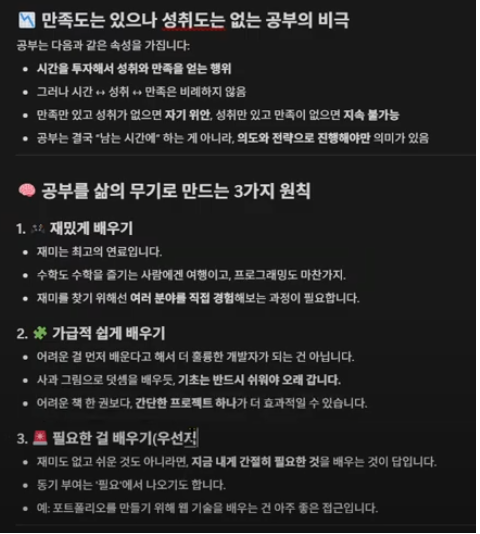 📉 만족도는 있으나 성취도는 없는 공부의 비극
공부는 다음과 같은 속성을 가집니다:
• 시간을 투자해서 성취와 만족을 얻는 행위
• 그러나 시간 ↔ 성취 ↔ 만족은 비례하지 않음
• 만족만 있고 성취가 없으면 자기 위안, 성취만 있고 만족이 없으면 지속 불가능
• 공부는 결국 “남는 시간에” 하는 게 아니라, 의도와 전략으로 진행해야만 의미가 있음
🧠 공부를 삶의 무기로 만드는 3가지 원칙
1. 재밌게 배우기
• 재미는 최고의 연료입니다.
• 수학도 수학을 즐기는 사람에겐 여행이고, 프로그래밍도 마찬가지.
• 재미를 찾기 위해선 여러 분야를 직접 경험해보는 과정이 필요합니다.
2. 🧩 가급적 쉽게 배우기
• 어려운 걸 먼저 배운다고 해서 더 훌륭한 개발자가 되는 건 아닙니다.
• 사과 그림으로 덧셈을 배우듯, 기초는 반드시 쉬워야 오래 갑니다.
• 어려운 책 한 권보다, 간단한 프로젝트 하나가 더 효과적일 수 있습니다.
3. 🚨 필요한 걸 배우기(우선지
• 재미도 없고 쉬운 것도 아니라면, 지금 내게 간절히 필요한 것을 배우는 것이 답입니다.
• 동기 부여는 '필요'에서 나오기도 합니다.
• 예: 포트폴리오를 만들기 위해 웹 기술을 배우는 건 아주 좋은 접근입니다.